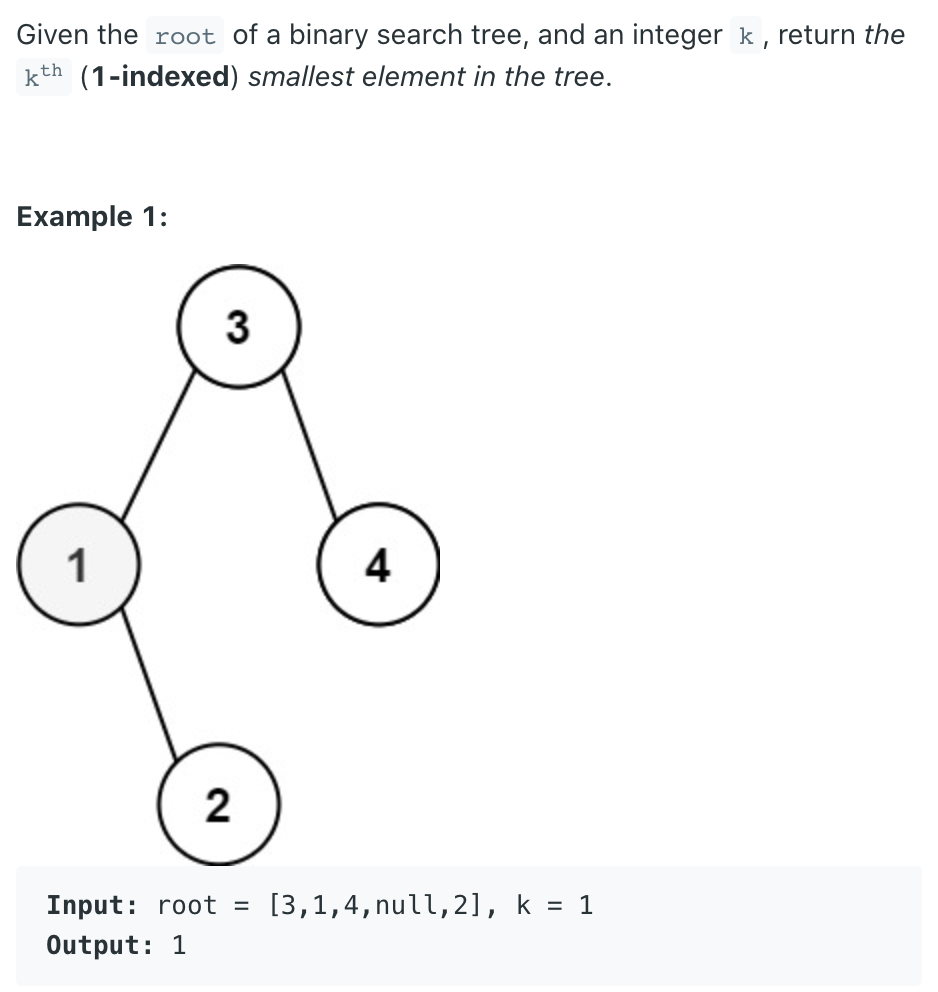 Given the root of a binary search tree, and an integer k , return the
kth (1-indexed) smallest element in the tree.
Example 1:
3
1
4
2
Input: root = [3,1,4,null,2], k = 1
Output: 1